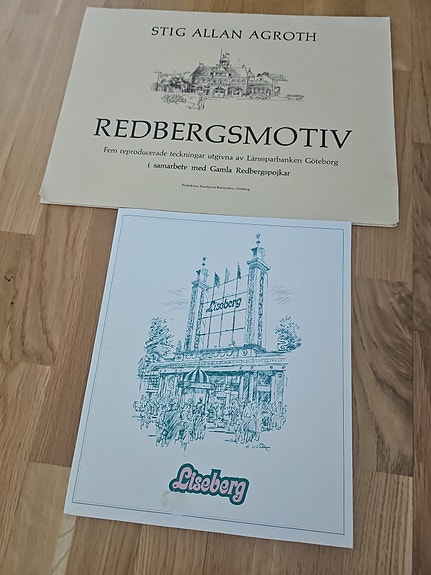 STIG ALLAN AGROTH
REDBERGSMOTIV
Fem reproducerade teckningar utgivna av Länssparbanken Göteborg
i samarbete med Gamla Redbergspojkar
Liseberg
Liseberg